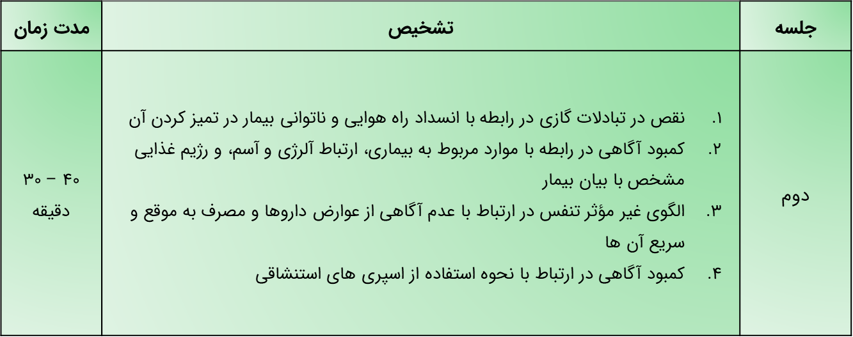 جلسه
تشخیص
مدت زمان
دوم
۱. نقص در تبادلات گازی در رابطه با انسداد راه هوایی و ناتوانی بیمار در تمیز کردن آن
۲. کمبود آگاهی در رابطه با موارد مربوط به بیماری، ارتباط آلرژی و آسم، و رژیم غذایی
مشخص با بیان بیمار
۳. الگوی غیر مؤثر تنفس در ارتباط با عدم آگاهی از عوارض داروها و مصرف به موقع و
سریع آن ها
۴. کمبود آگاهی در ارتباط با نحوه استفاده از اسپری های استنشاقی
۴۰ – ۳۰
دقیقه